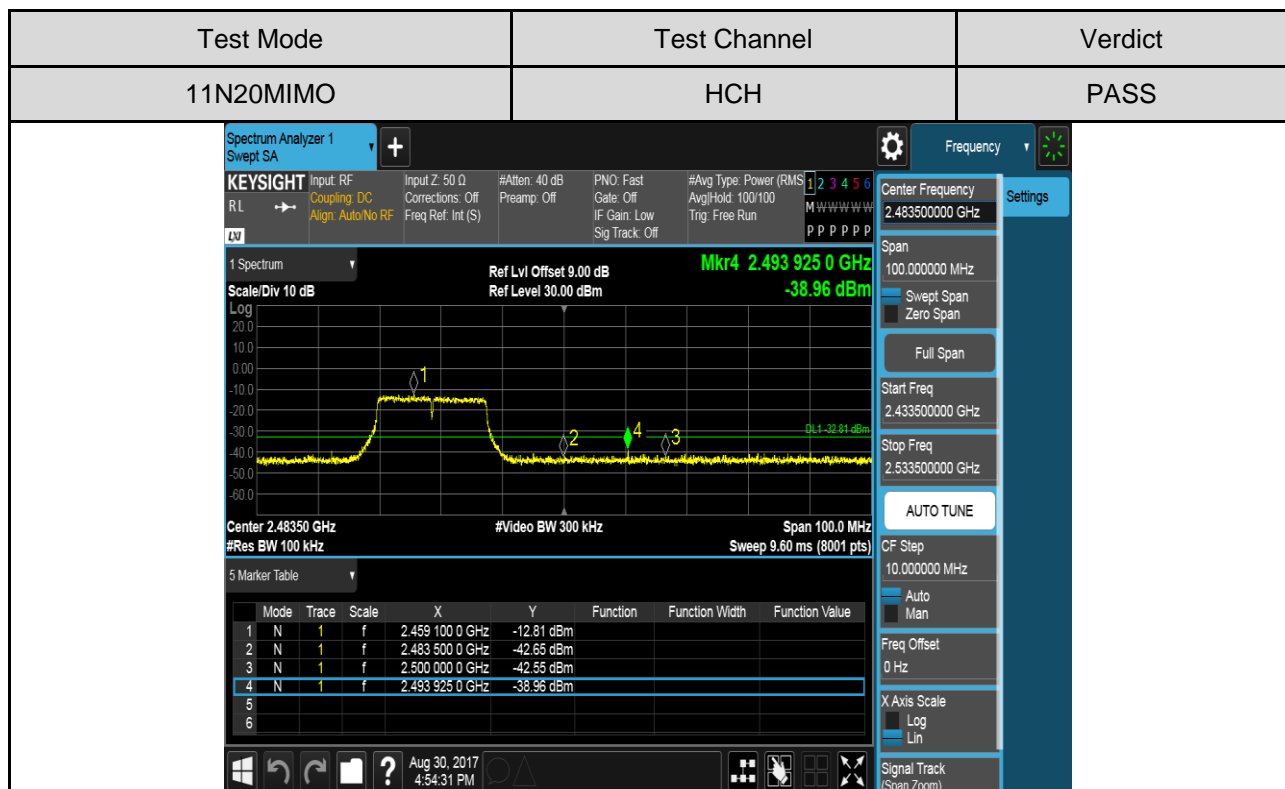 Test Mode Test Channel Verdict
11N20MIMO HCH PASS
Spectrum Analyzer 1
Swept SA
+
Frequency
KEYSIGHT Input: RF Input Z: 50 Ω #Atten: 40 dB PNO: Fast #Avg Type: Power (RMS 1 2 3 4 5 6
RL Coupling: DC Corrections: Off Preamp: Off Gate: Off Avg|Hold: 100/100 M W W W W W
Align: Auto/No RF Freq Ref: Int (S) IF Gain: Low Trig: Free Run
LXI Sig Track: Off P P P P P P
1 Spectrum
Ref Lvl Offset 9.00 dB Mkr4 2.493 925 0 GHz
Scale/Div 10 dB Ref Level 30.00 dBm -38.96 dBm
Log
20.0
10.0
0.00
-10.0
-20.0
-30.0
-40.0
-50.0
-60.0
1
2
4
3
DL1 -32.81 dBm
Center 2.48350 GHz #Video BW 300 kHz Span 100.0 MHz
#Res BW 100 kHz Sweep 9.60 ms (8001 pts)
5 Marker Table
Mode Trace Scale X Y Function Function Width Function Value
1 N 1 f 2.459 100 0 GHz -12.81 dBm
2 N 1 f 2.483 500 0 GHz -42.65 dBm
3 N 1 f 2.500 000 0 GHz -42.55 dBm
4 N 1 f 2.493 925 0 GHz -38.96 dBm
5
6
?
Aug 30, 2017
4:54:31 PM
Center Frequency
2.483500000 GHz
Settings
Span
100.000000 MHz
Swept Span
Zero Span
Full Span
Start Freq
2.433500000 GHz
Stop Freq
2.533500000 GHz
AUTO TUNE
CF Step
10.000000 MHz
Auto
Man
Freq Offset
0 Hz
X Axis Scale
Log
Lin
Signal Track
(Span Zoom)